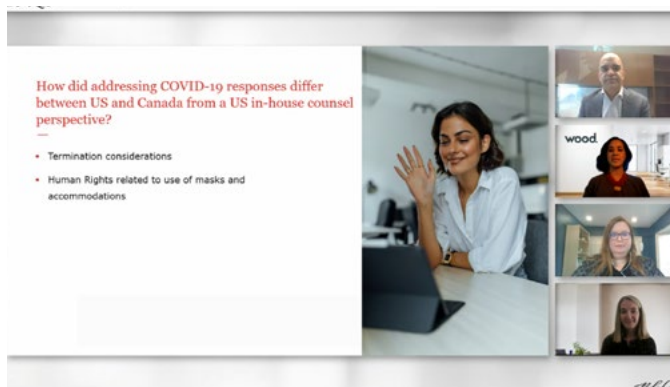 How did addressing COVID-19 responses differ
between US and Canada from a US in-house counsel
perspective?
• Termination considerations
• Human Rights related to use of masks and
accommodations
wood.